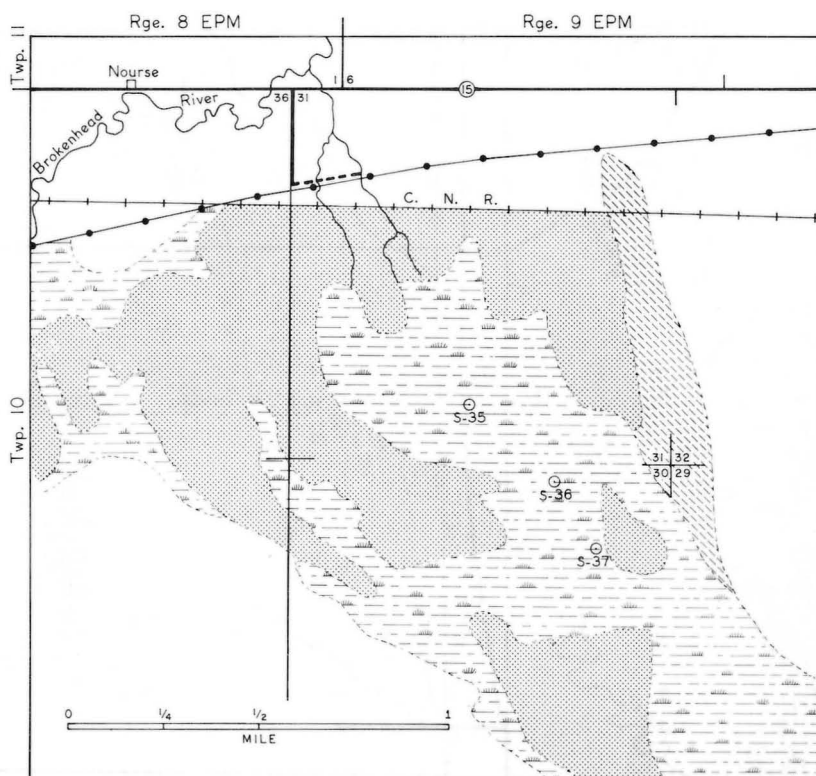 Rge. 8 EPM
Rge. 9 EPM
Twp. 11
Nourse
1 6
36 31
15
River
Brokenhead
C. N. R.
Twp. 10
S-35
31 32
30 29
S-36
S-37
0 1/4 1/2 1
MILE